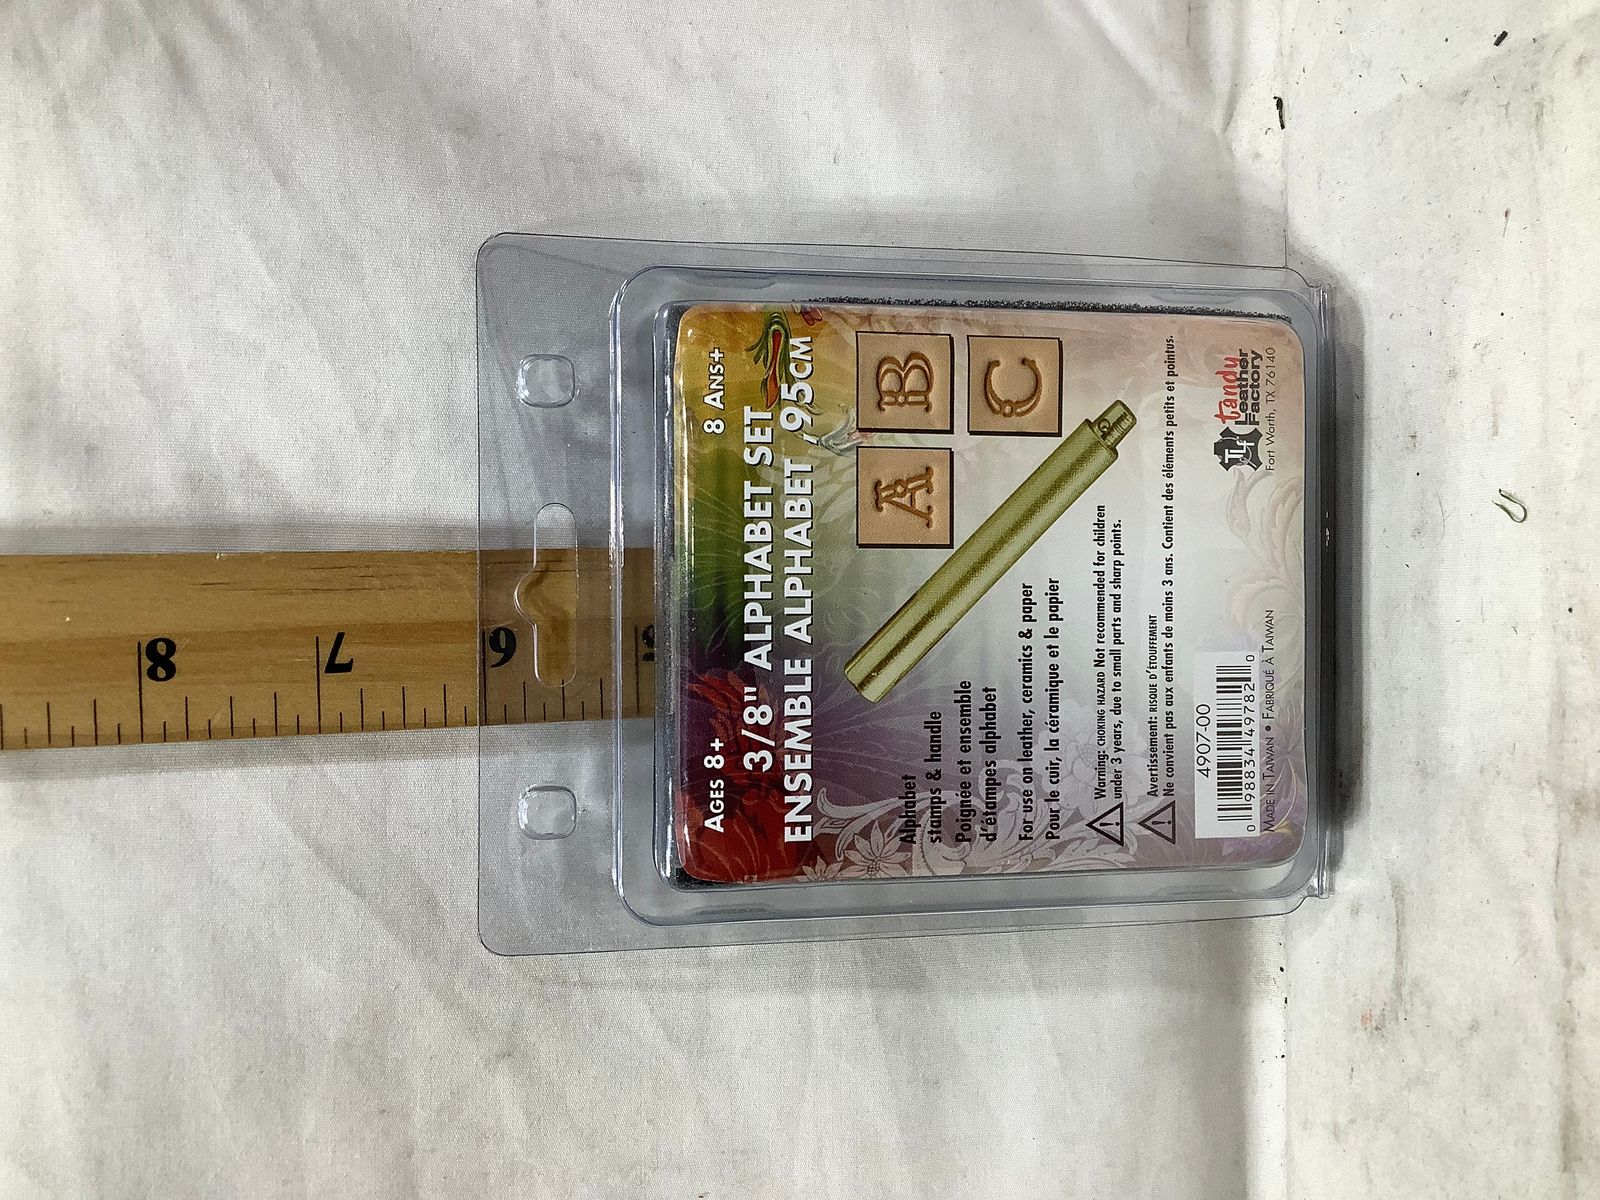 AGES 8+ 8 ANS+
3/8" ALPHABET SET
ENSEMBLE ALPHABET ,95CM
A
B
C
Alphabet
stamps & handle
Poignée et ensemble
d'étampes alphabet
For use on leather, ceramics & paper
Pour le cuir, la céramique et le papier
Warning: CHOKING HAZARD Not recommended for children
under 3 years, due to small parts and sharp points.
Avertissement: RISQUE D'ÉTOUFFEMENT
Ne convient pas aux enfants de moins 3 ans. Contient des éléments petits et pointus.
4907-00
0 98834 49782 0
MADE IN TAIWAN • FABRIQUÉ À TAIWAN
TLF
tandy
Leather
Factory
Fort Worth, TX 76140
8
7
6